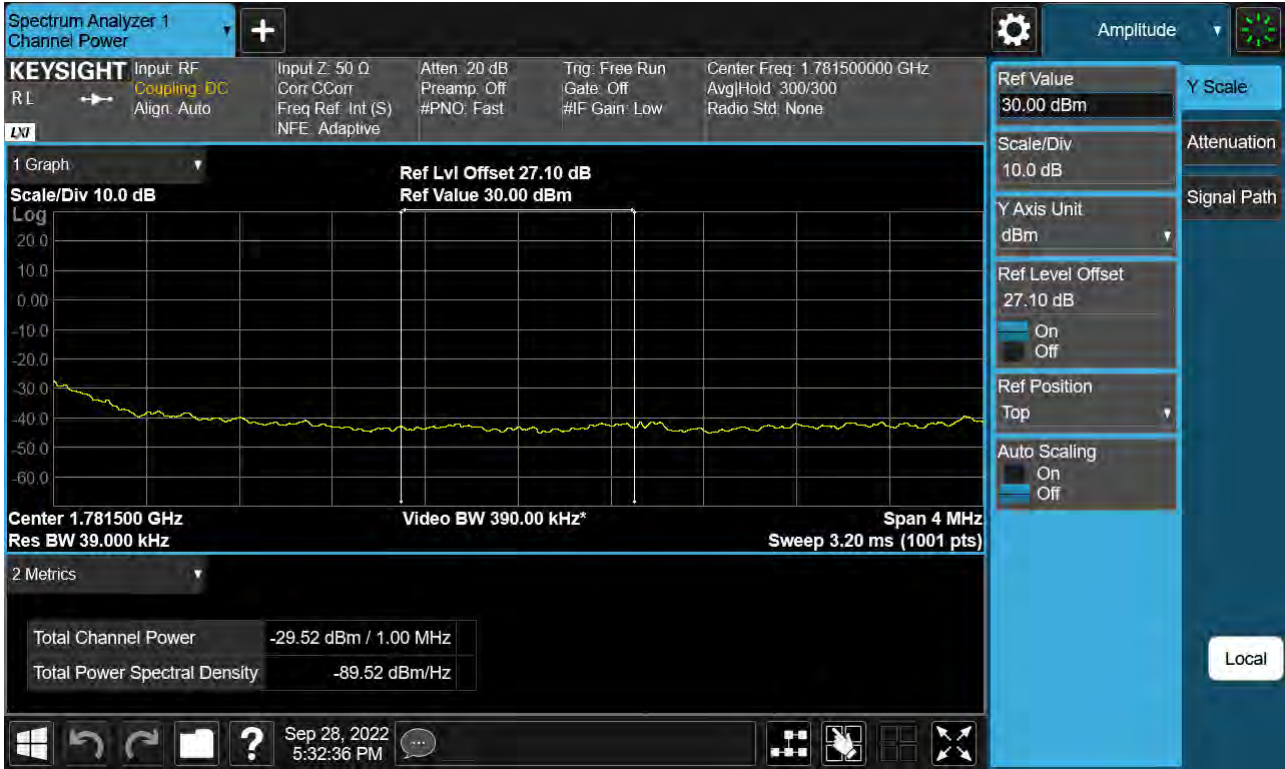 Spectrum Analyzer 1
Channel Power
+
Amplitude
KEYSIGHT
R L
LXI
Input: RF
Coupling: DC
Align: Auto
Input Z: 50 Ω
Corr CCorr
Freq Ref: Int (S)
NFE: Adaptive
Atten: 20 dB
Preamp: Off
#PNO: Fast
Trig: Free Run
Gate: Off
#IF Gain: Low
Center Freq: 1.781500000 GHz
Avg|Hold: 300/300
Radio Std: None
1 Graph
Scale/Div 10.0 dB
Ref Lvl Offset 27.10 dB
Ref Value 30.00 dBm
Log
20.0
10.0
0.00
-10.0
-20.0
-30.0
-40.0
-50.0
-60.0
Center 1.781500 GHz
Res BW 39.000 kHz
Video BW 390.00 kHz*
Span 4 MHz
Sweep 3.20 ms (1001 pts)
2 Metrics
Total Channel Power -29.52 dBm / 1.00 MHz
Total Power Spectral Density -89.52 dBm/Hz
Ref Value
30.00 dBm
Scale/Div
10.0 dB
Y Axis Unit
dBm
Ref Level Offset
27.10 dB
On
Off
Ref Position
Top
Auto Scaling
On
Off
Y Scale
Attenuation
Signal Path
Local
?
Sep 28, 2022
5:32:36 PM